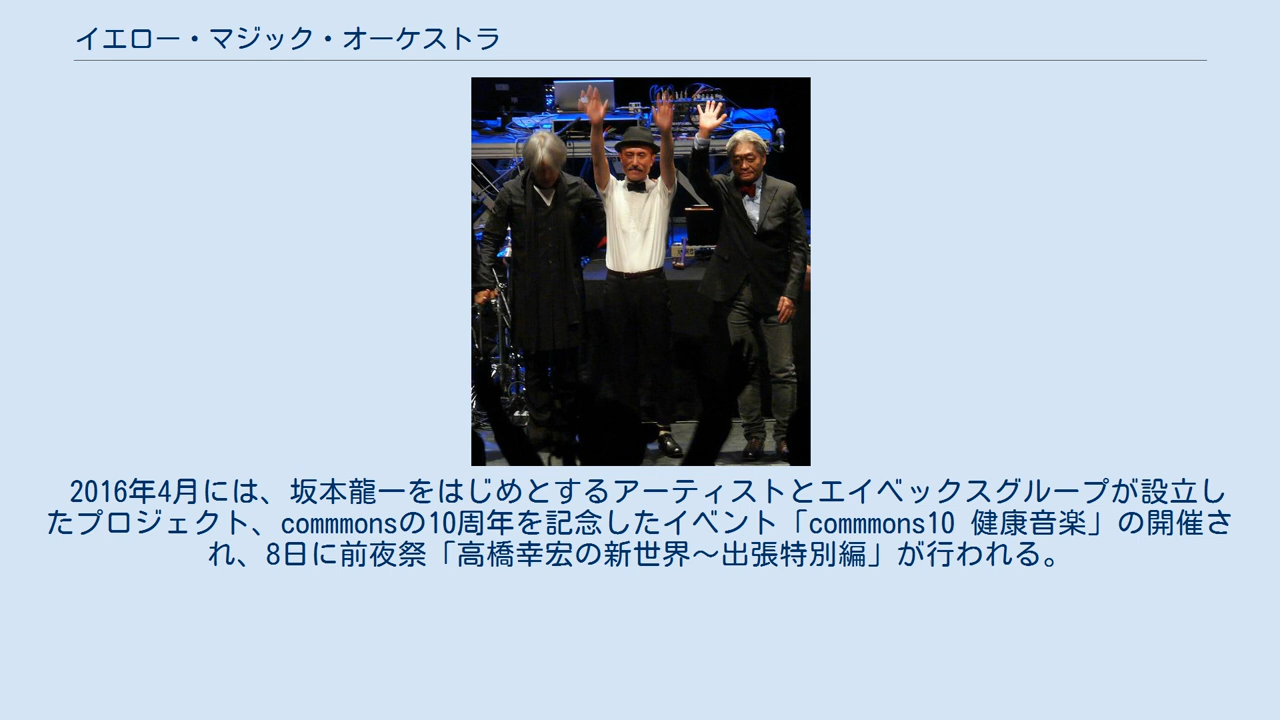 イエロー・マジック・オーケストラ
2016年4月には、坂本龍一をはじめとするアーティストとエイベックスグループが設立し
たプロジェクト、commmonsの10周年を記念したイベント「commmons10 健康音楽」の開催さ
れ、8日に前夜祭「高橋幸宏の新世界～出張特別編」が行われる。